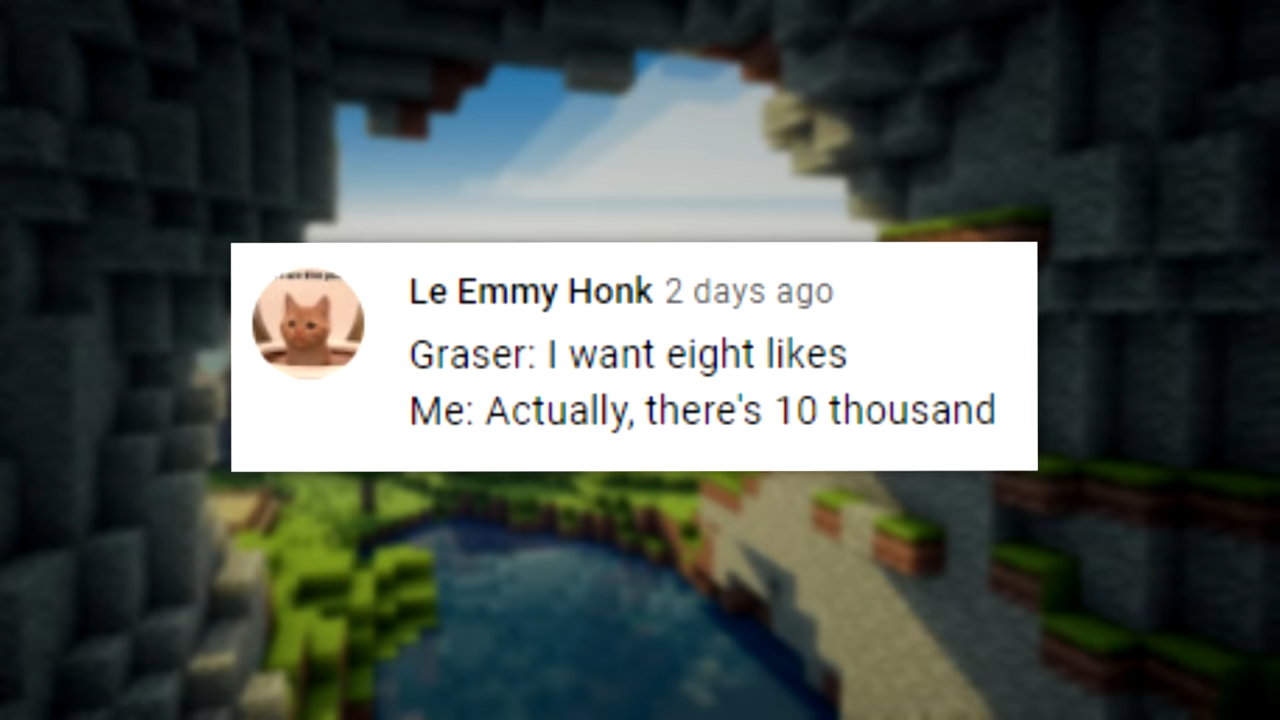 Le Emmy Honk 2 days ago
Graser: I want eight likes
Me: Actually, there's 10 thousand